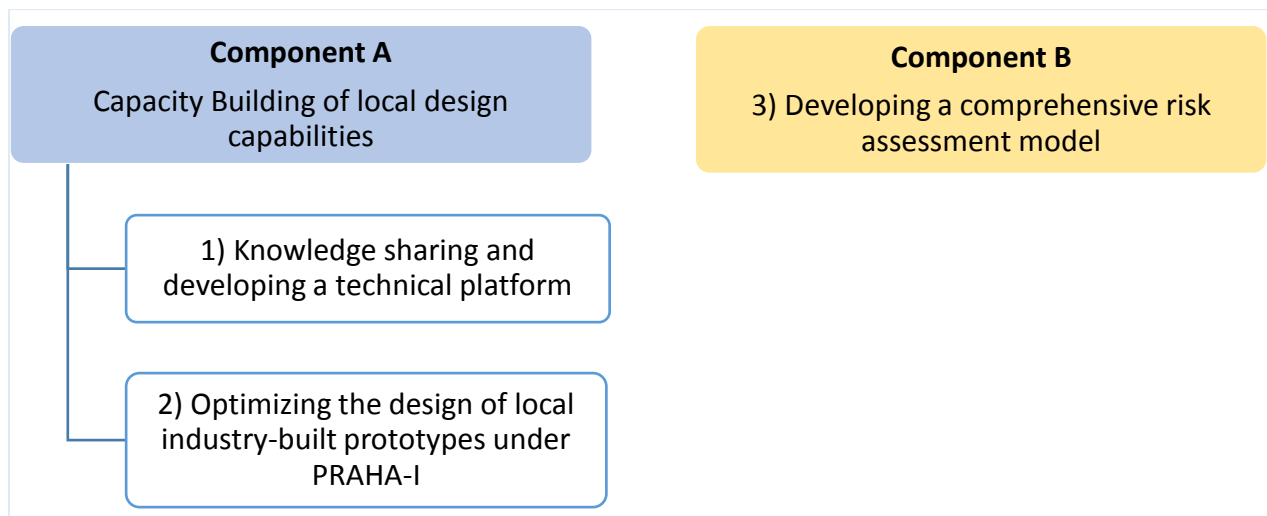 Component A
Capacity Building of local design
capabilities
1) Knowledge sharing and
developing a technical platform
2) Optimizing the design of local
industry-built prototypes under
PRAHA-I
Component B
3) Developing a comprehensive risk
assessment model